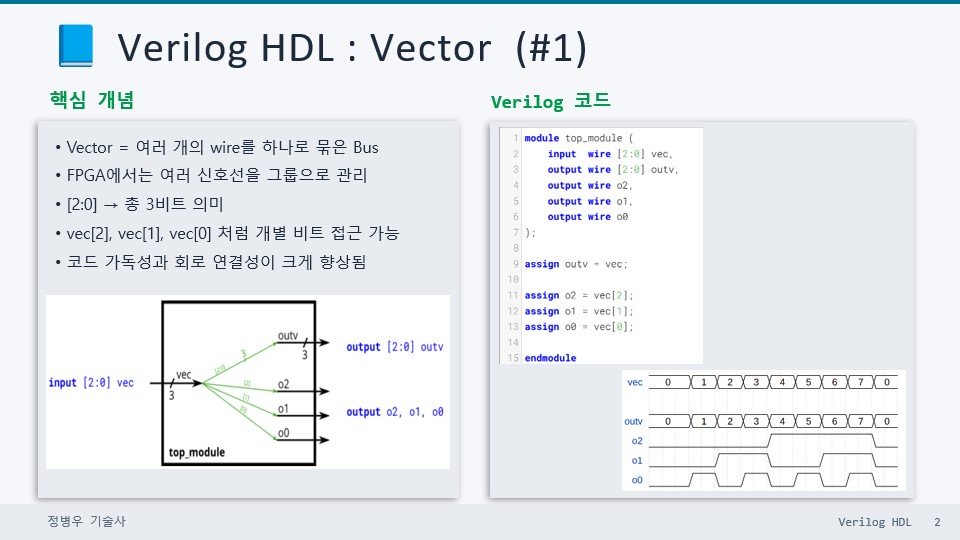 Verilog HDL : Vector (#1)
핵심 개념
• Vector = 여러 개의 wire를 하나로 묶은 Bus
• FPGA에서는 여러 신호선을 그룹으로 관리
• [2:0] → 총 3비트 의미
• vec[2], vec[1], vec[0] 처럼 개별 비트 접근 가능
• 코드 가독성과 회로 연결성이 크게 향상됨
input [2:0] vec
vec
3
[2:0]
3
[2]
[1]
[0]
outv
3
o2
o1
o0
top_module
output [2:0] outv
output o2, o1, o0
Verilog 코드
1 module top_module (
2 input wire [2:0] vec,
3 output wire [2:0] outv,
4 output wire o2,
5 output wire o1,
6 output wire o0
7 );
8
9 assign outv = vec;
10
11 assign o2 = vec[2];
12 assign o1 = vec[1];
13 assign o0 = vec[0];
14
15 endmodule
vec 0 1 2 3 4 5 6 7 0
outv 0 1 2 3 4 5 6 7 0
o2
o1
o0
정병우 기술사
Verilog HDL 2